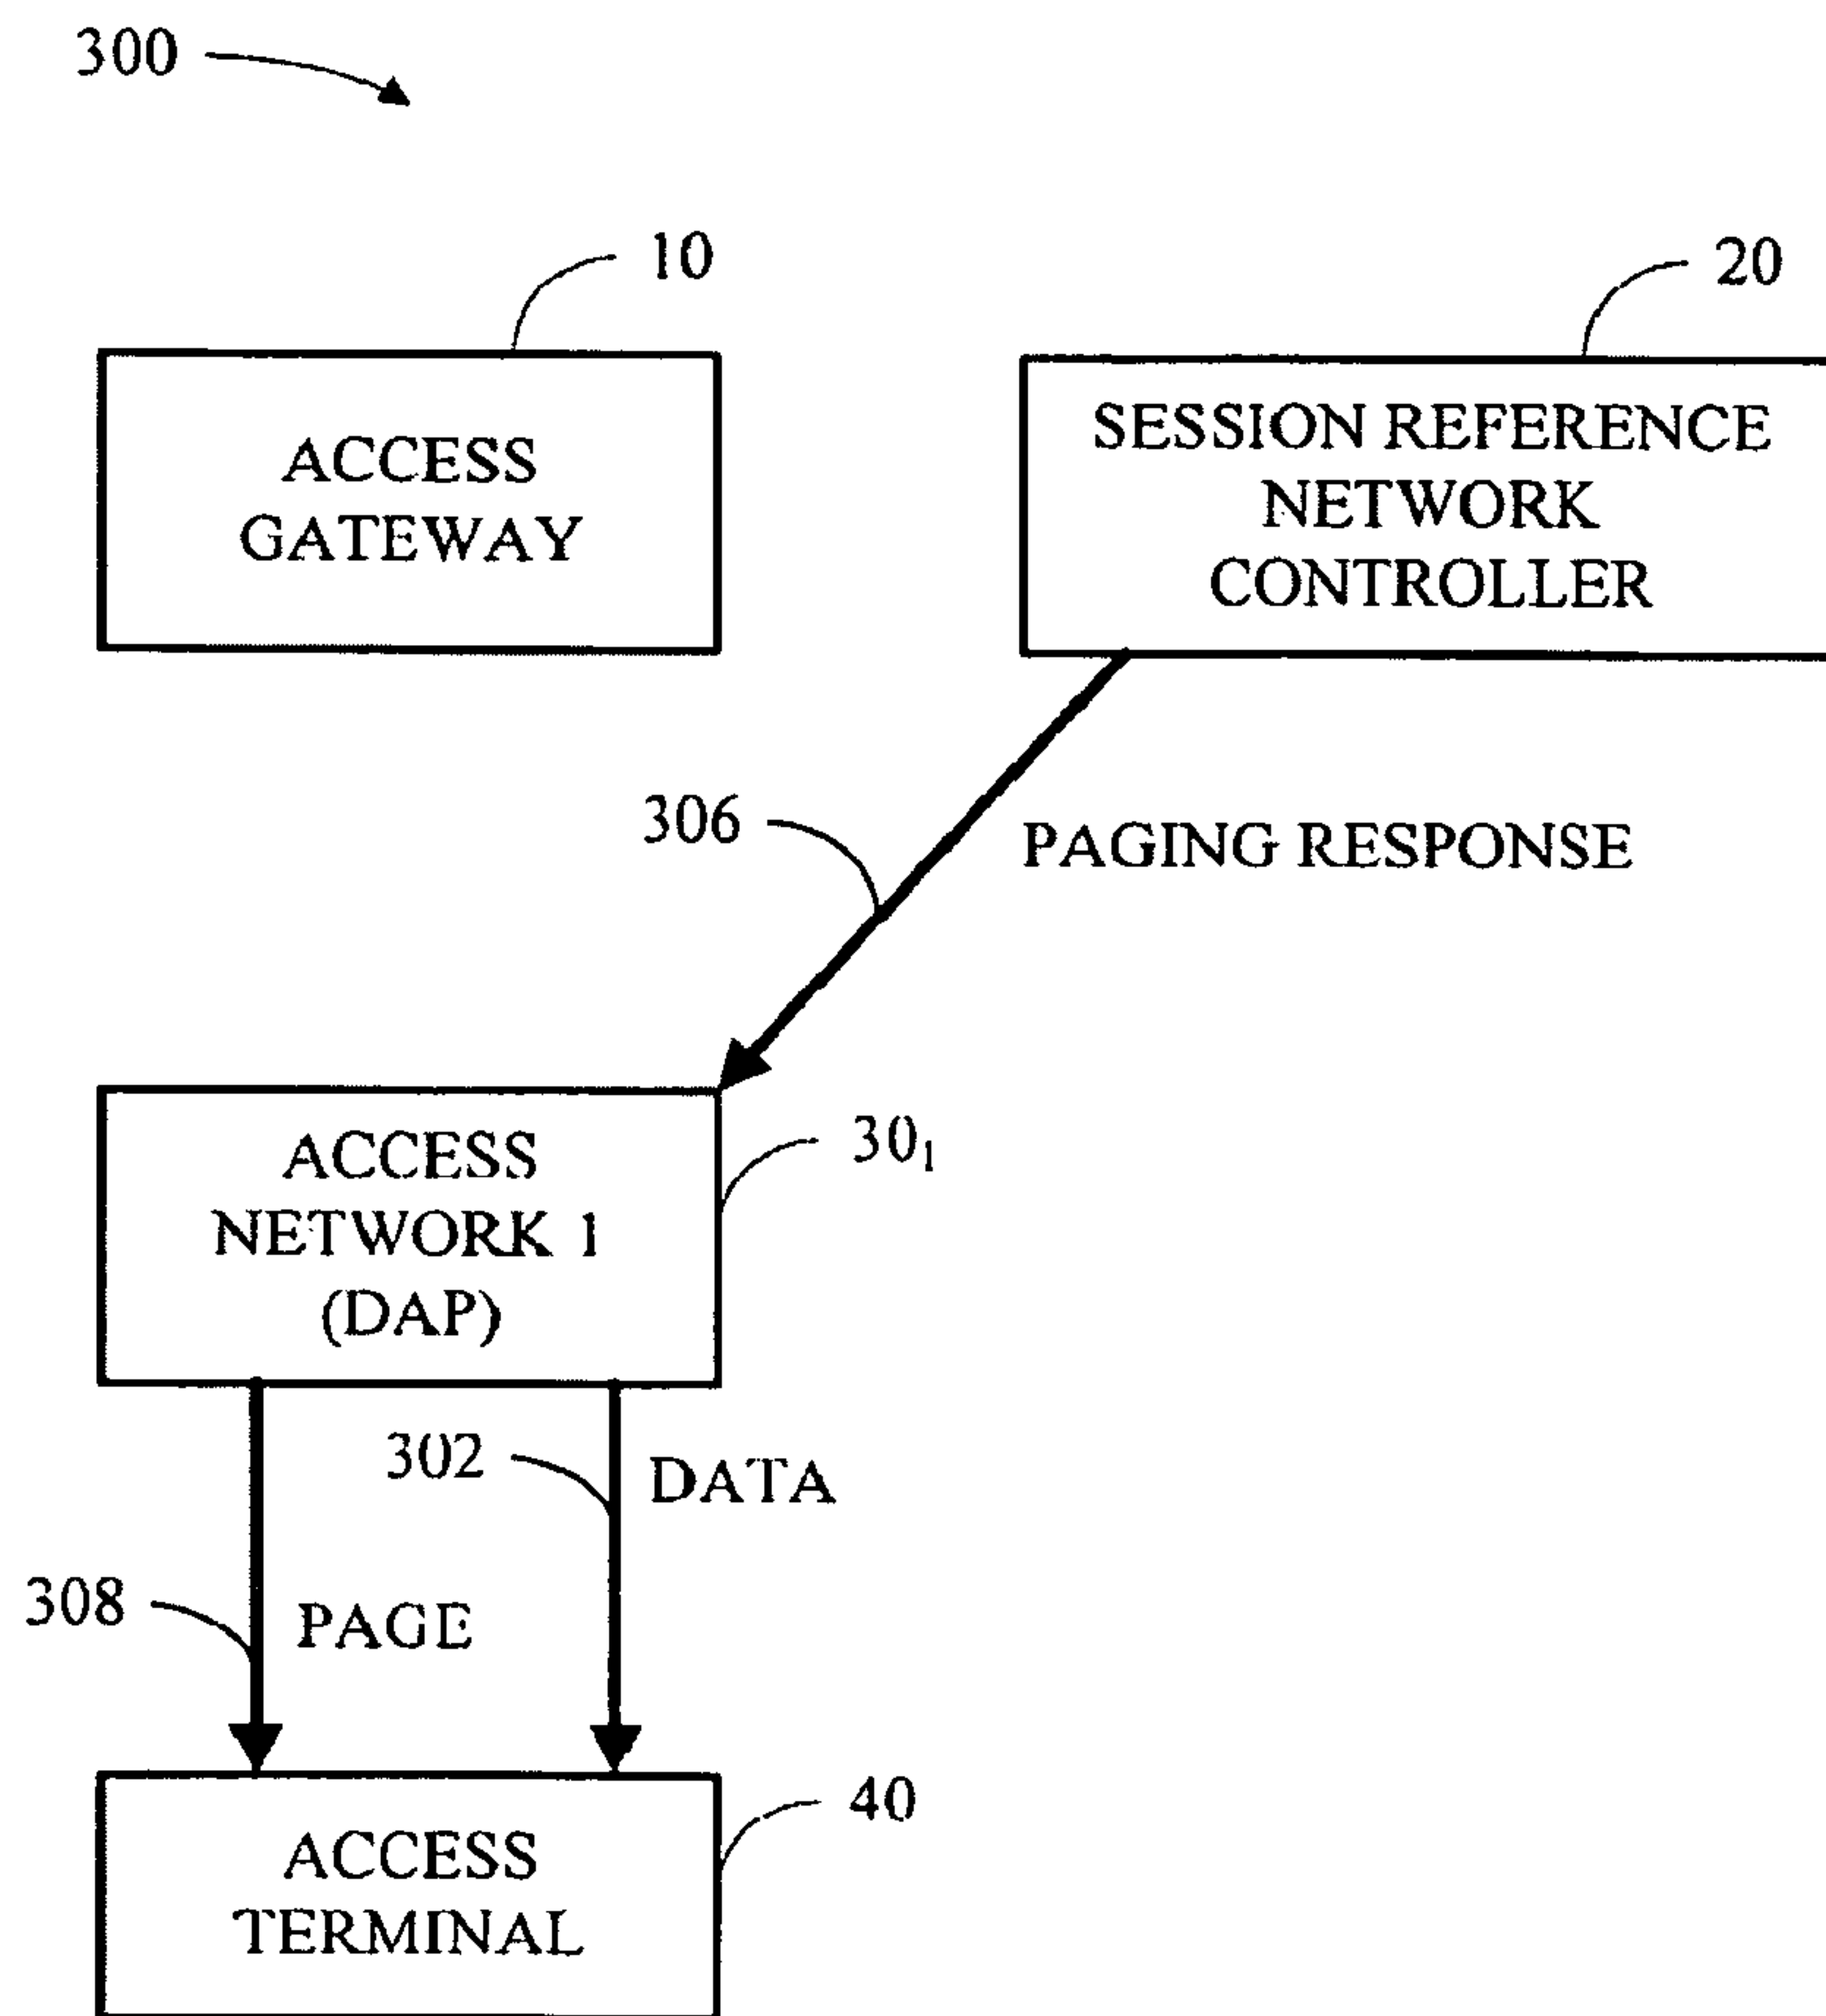 300
10
20
ACCESS
GATEWAY
SESSION REFERENCE
NETWORK
CONTROLLER
306
PAGING RESPONSE
ACCESS
NETWORK 1
(DAP)
30₁
302
DATA
308
PAGE
40
ACCESS
TERMINAL